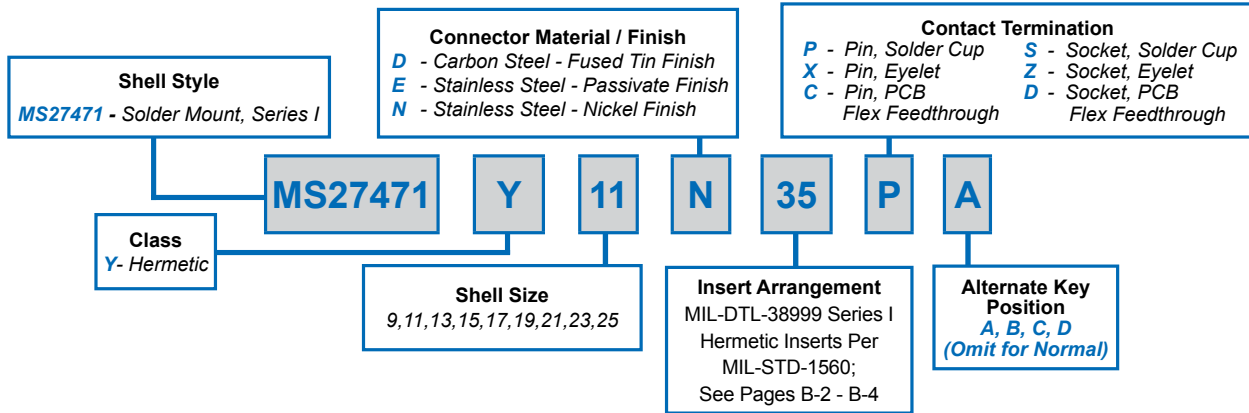 Shell Style
MS27471 - Solder Mount, Series I
Connector Material / Finish
D - Carbon Steel - Fused Tin Finish
E - Stainless Steel - Passivate Finish
N - Stainless Steel - Nickel Finish
Contact Termination
P - Pin, Solder Cup
X - Pin, Eyelet
C - Pin, PCB
Flex Feedthrough
S - Socket, Solder Cup
Z - Socket, Eyelet
D - Socket, PCB
Flex Feedthrough
MS27471 Y 11 N 35 P A
Class
Y- Hermetic
Shell Size
9,11,13,15,17,19,21,23,25
Insert Arrangement
MIL-DTL-38999 Series I
Hermetic Inserts Per
MIL-STD-1560;
See Pages B-2 - B-4
Alternate Key
Position
A, B, C, D
(Omit for Normal)